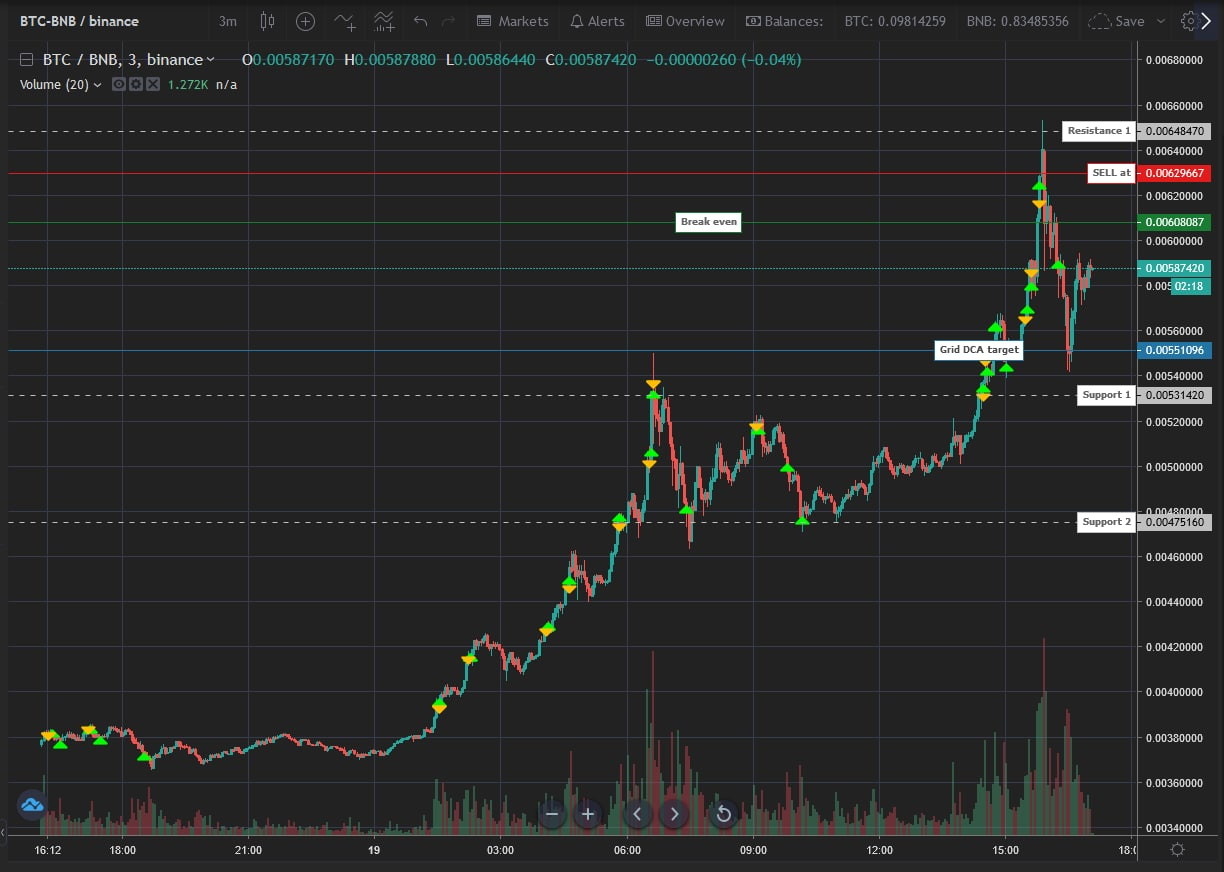 BTC-BNB / binance 3m Markets Alerts Overview Balances: BTC: 0.09814259 BNB: 0.83485356 Save
BTC / BNB, 3, binance O0.00587170 H0.00587880 L0.00586440 C0.00587420 −0.00000260 (−0.04%)
0.00680000
Volume (20) 1.272K n/a
0.00660000
Resistance 1 0.00648470
0.00640000
SELL at 0.00629667
0.00620000
Break even 0.00608087
0.00600000
0.00587420
02:18
0.00560000
Grid DCA target 0.00551096
0.00540000
Support 1 0.00531420
0.00520000
0.00500000
0.00480000
Support 2 0.00475160
0.00460000
0.00440000
0.00420000
0.00400000
0.00380000
0.00360000
0.00340000
16:12 18:00 21:00 19 03:00 06:00 09:00 12:00 15:00